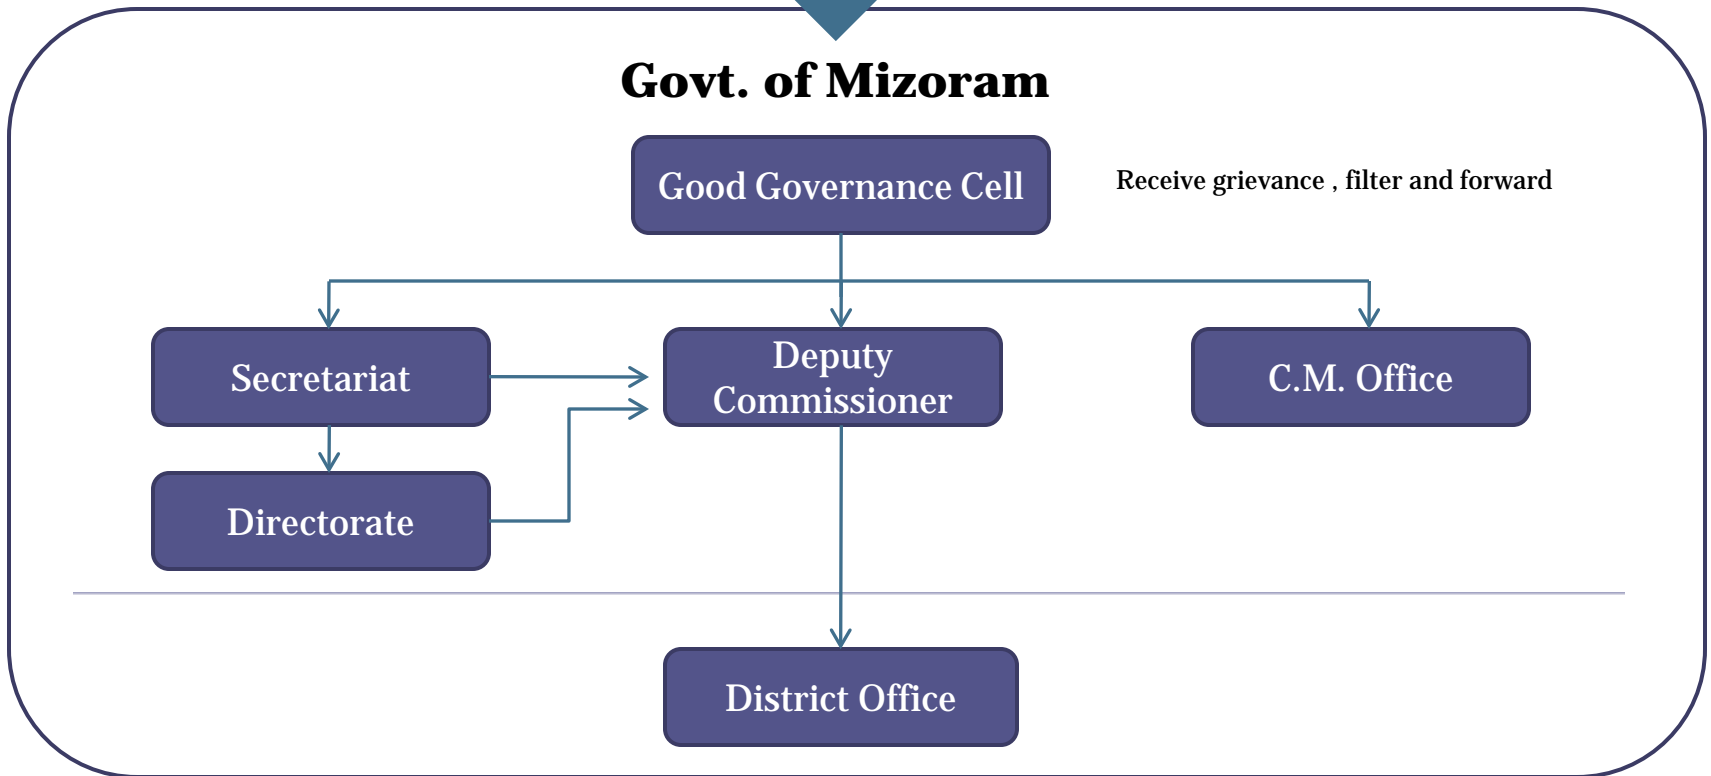 Govt. of Mizoram
Good Governance Cell
Receive grievance , filter and forward
Secretariat
Deputy
Commissioner
C.M. Office
Directorate
District Office